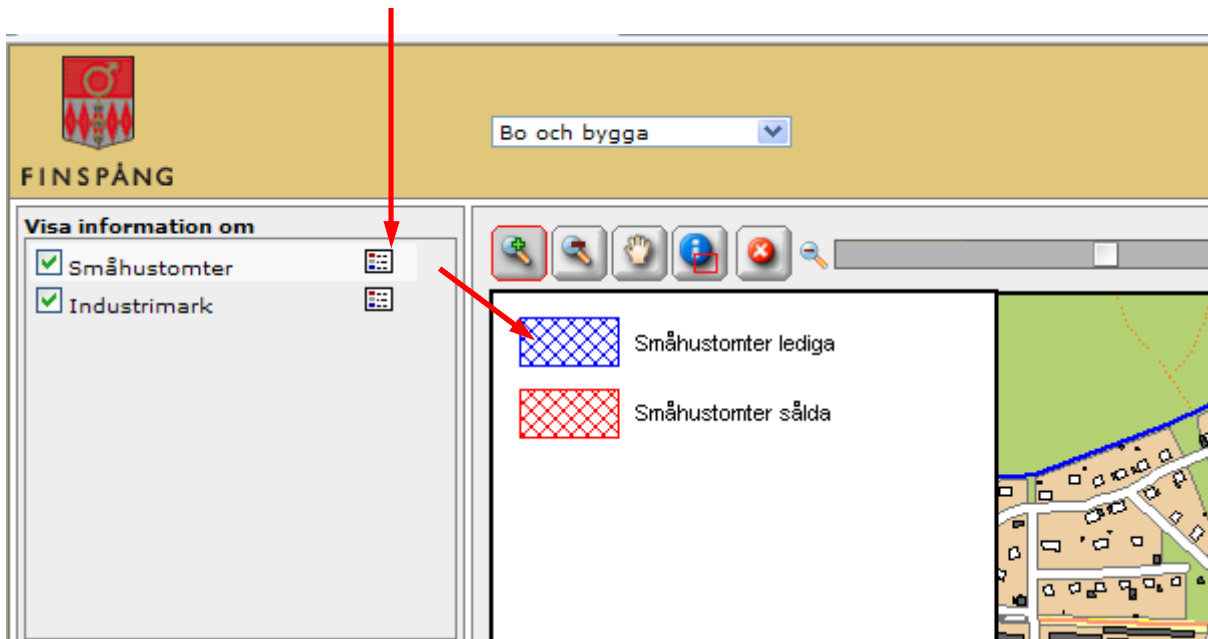 FINSPÅNG
Bo och bygga
Visa information om
Småhustomter
Industrimark
Småhustomter lediga
Småhustomter sålda